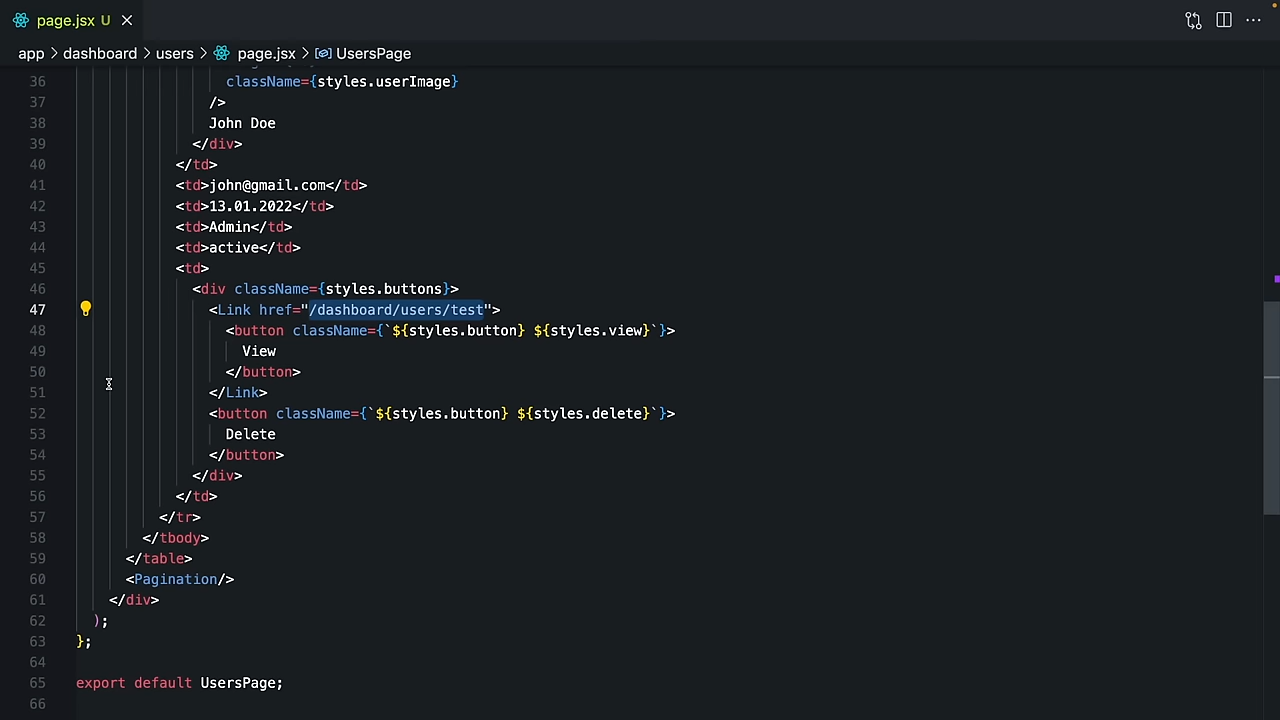 page.jsx U
app > dashboard > users > page.jsx > UsersPage
36 className={styles.userImage}
37 />
38 John Doe
39 </div>
40 </td>
41 <td>john@gmail.com</td>
42 <td>13.01.2022</td>
43 <td>Admin</td>
44 <td>active</td>
45 <td>
46 <div className={styles.buttons}>
47 <Link href="/dashboard/users/test">
48 <button className={`${styles.button} ${styles.view}`}>
49 View
50 </button>
51 </Link>
52 <button className={`${styles.button} ${styles.delete}`}>
53 Delete
54 </button>
55 </div>
56 </td>
57 </tr>
58 </tbody>
59 </table>
60 <Pagination/>
61 </div>
62 );
63 };
64
65 export default UsersPage;
66